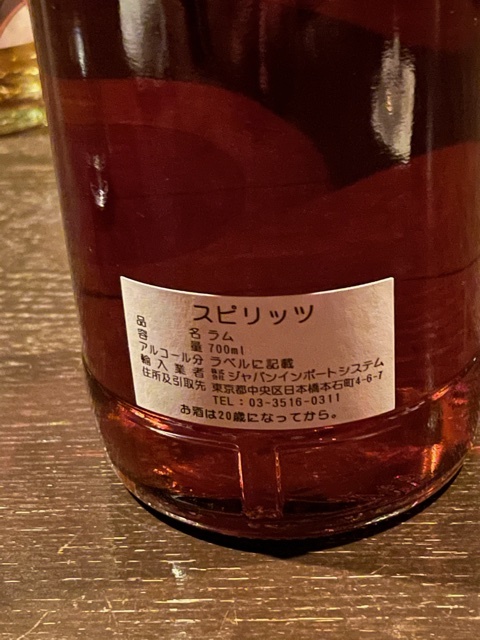 スピリッツ
品 名 ラム
容 量 700ml
アルコール分 ラベルに記載
輸入業者 株式会社 ジャパンインポートシステム
住所及引取先 東京都中央区日本橋本石町4-6-7
TEL：03-3516-0311
お酒は20歳になってから。